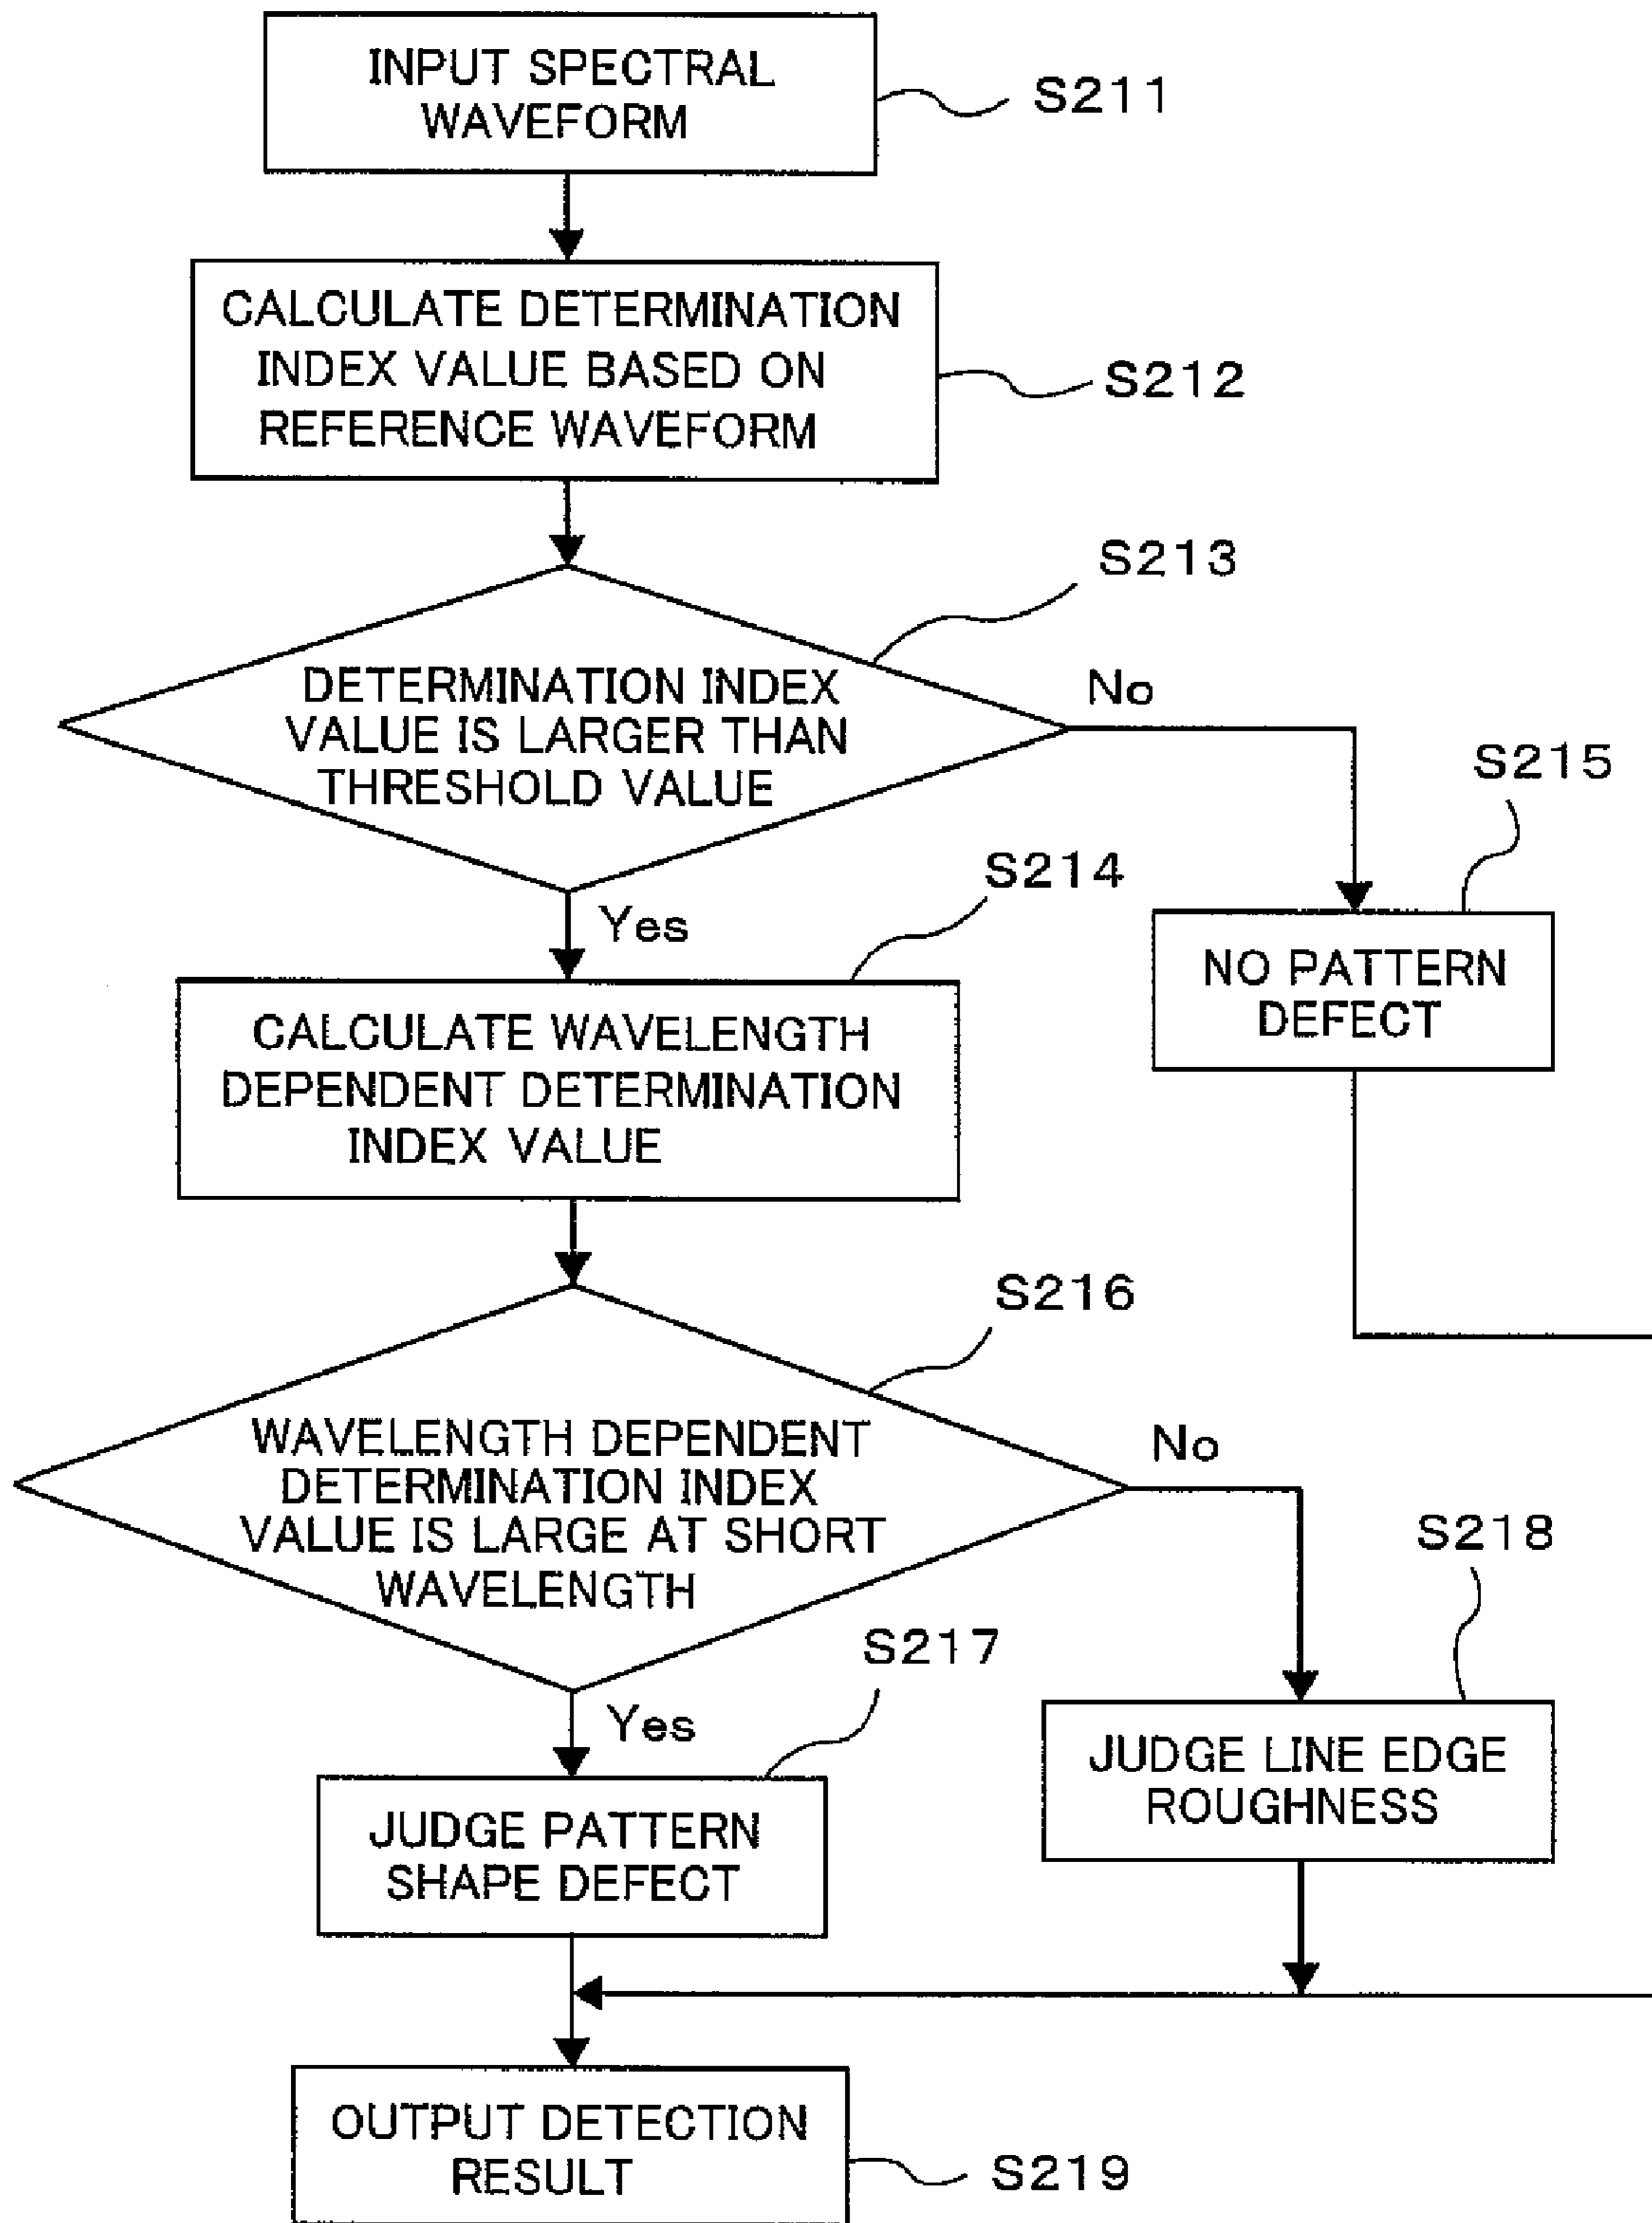 INPUT SPECTRAL
WAVEFORM
S211
CALCULATE DETERMINATION
INDEX VALUE BASED ON
REFERENCE WAVEFORM
S212
S213
DETERMINATION INDEX
VALUE IS LARGER THAN
THRESHOLD VALUE
No
S215
Yes
S214
NO PATTERN
DEFECT
CALCULATE WAVELENGTH
DEPENDENT DETERMINATION
INDEX VALUE
S216
WAVELENGTH DEPENDENT
DETERMINATION INDEX
VALUE IS LARGE AT SHORT
WAVELENGTH
No
S218
Yes
S217
JUDGE LINE EDGE
ROUGHNESS
JUDGE PATTERN
SHAPE DEFECT
OUTPUT DETECTION
RESULT
S219